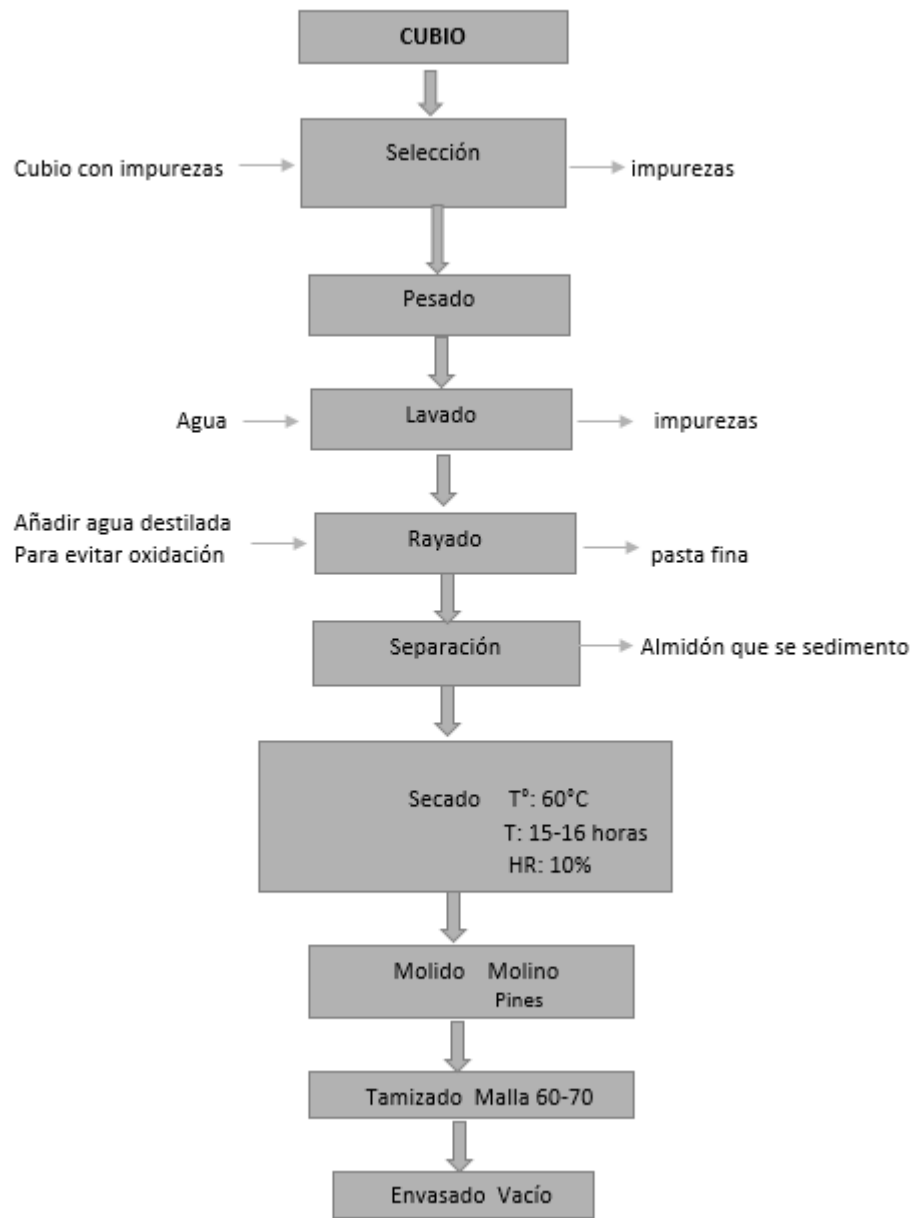 CUBIO
Selección
Cubio con impurezas
impurezas
Pesado
Agua
Lavado
impurezas
Añadir agua destilada
Para evitar oxidación
Rayado
pasta fina
Separación
Almidón que se sedimento
Secado T°: 60°C
T: 15-16 horas
HR: 10%
Molido Molino
Pines
Tamizado Malla 60-70
Envasado Vacío